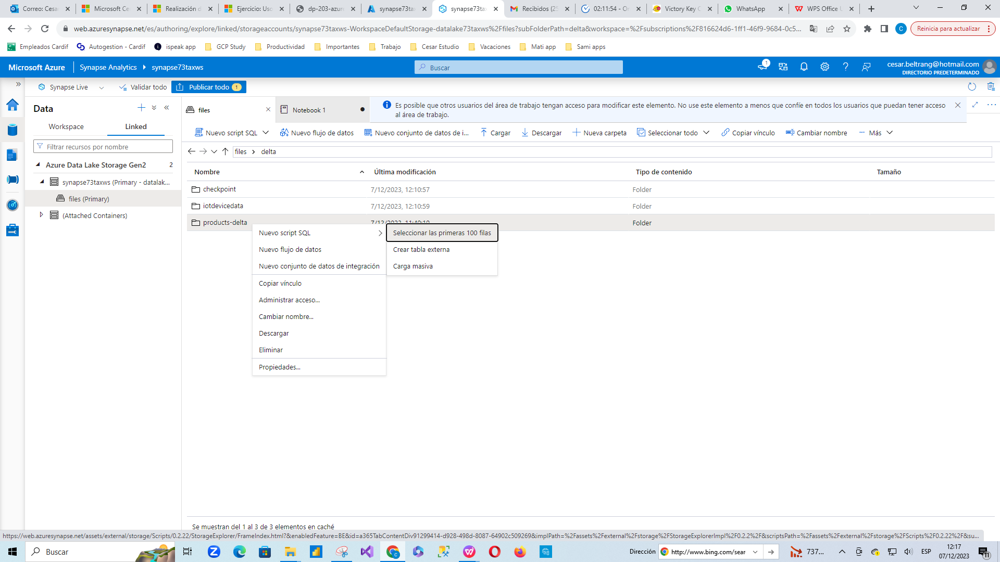 Correo: Cesa
Microsoft Ce
Realización d
Ejercicio: Uso
dp-203-azur
synapse73ta
synapse73ta
Recibidos (25
02:11:54 - Or
Victory Key C
WhatsApp
WPS Office U
web.azuresynapse.net/es/authoring/explore/linked/storageaccounts/synapse73taxws-WorkspaceDefaultStorage-datalake73taxws%2Ffiles?subFolderPath=delta&workspace=%2Fsubscriptions%2F816624d6-1ff1-46f9-9684-0c5...
C
Reinicia para actualizar
Empleados Cardif
Autogestion - Cardif
ispeak app
GCP Study
Productividad
Importantes
Trabajo
Cesar Estudio
Vacaciones
Mati app
Sami apps
Microsoft Azure
Synapse Analytics
synapse73taxws
Buscar
1
cesar.beltrang@hotmail.com
DIRECTORIO PREDETERMINADO
Synapse Live
Validar todo
Publicar todo 1
Data
Workspace
Linked
Filtrar recursos por nombre
Azure Data Lake Storage Gen2 2
synapse73taxws (Primary - datalak...
files (Primary)
(Attached Containers)
files
Notebook 1
Es posible que otros usuarios del área de trabajo tengan acceso para modificar este elemento. No use este elemento a menos que confíe en todos los usuarios que puedan tener acceso
al área de trabajo.
Nuevo script SQL
Nuevo flujo de datos
Nuevo conjunto de datos de i...
Cargar
Descargar
Nueva carpeta
Seleccionar todo
Copiar vínculo
Cambiar nombre
Más
files
delta
Nombre
Última modificación
Tipo de contenido
Tamaño
checkpoint 7/12/2023, 12:10:57 Folder
iotdevicedata 7/12/2023, 12:10:59 Folder
products-delta 7/12/2023, 11:40:10 Folder
Nuevo script SQL
Nuevo flujo de datos
Nuevo conjunto de datos de integración
Copiar vínculo
Administrar acceso...
Cambiar nombre...
Descargar
Eliminar
Propiedades...
Seleccionar las primeras 100 filas
Crear tabla externa
Carga masiva
Se muestran del 1 al 3 de 3 elementos en caché
https://web.azuresynapse.net/assets/external/storage/Scripts/0.2.22/StorageExplorer/FrameIndex.html?&enabledFeature=BE&id=a365TabContentDiv91299414-d928-498d-8087-64902c509269&implPath=%2Fassets%2Fexternal%2Fstorage%2FStorageExplorerImpl%2F0.2.2%2F&scriptsPath=%2Fassets%2Fexternal%2Fstorage%2FScripts%2F0.2.22%2F&su...
Buscar
Dirección
http://www.bing.com/sear
737...
ESP
12:17
07/12/2023
11